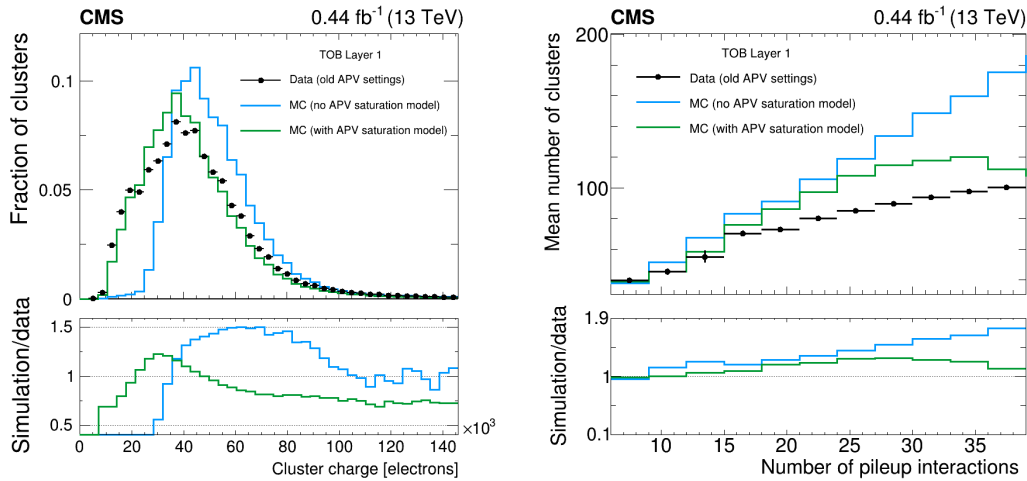 CMS 0.44 fb⁻¹ (13 TeV)
TOB Layer 1
Data (old APV settings)
MC (no APV saturation model)
MC (with APV saturation model)
Fraction of clusters
0.1
0.05
0
Simulation/data
1.5
1
0.5
0 20 40 60 80 100 120 140
×10³
Cluster charge [electrons]
CMS 0.44 fb⁻¹ (13 TeV)
TOB Layer 1
Data (old APV settings)
MC (no APV saturation model)
MC (with APV saturation model)
Mean number of clusters
200
100
Simulation/data
1.9
1
0.1
10 15 20 25 30 35
Number of pileup interactions